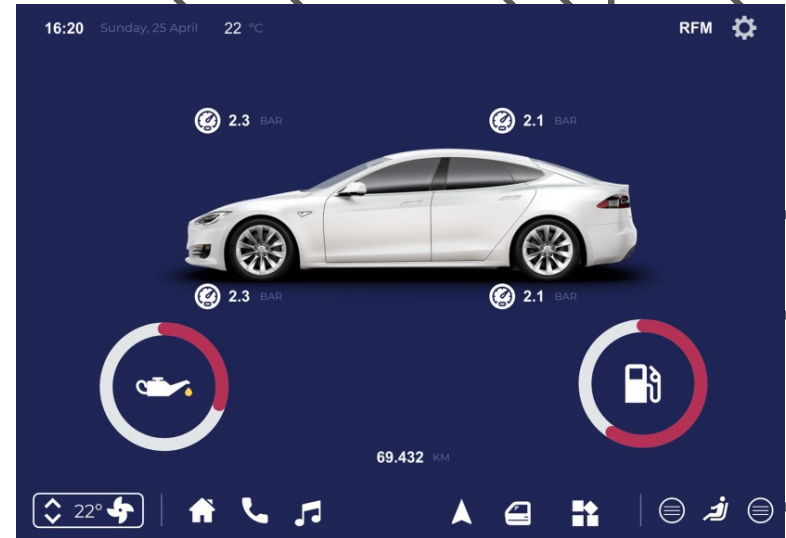 16:20 Sunday, 25 April 22 °C RFM
2.3 BAR 2.1 BAR
2.3 BAR 2.1 BAR
69.432 KM
22°